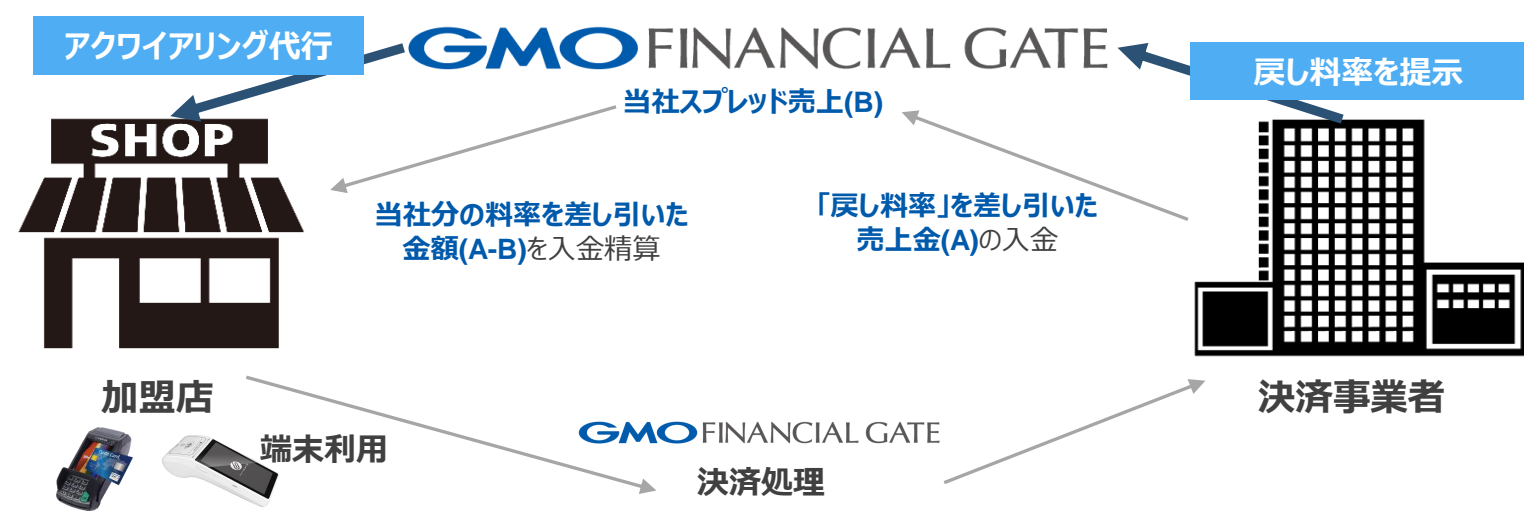 アクワイアリング代行
GMO FINANCIAL GATE
戻し料率を提示
当社スプレッド売上(B)
SHOP
当社分の料率を差し引いた
金額(A-B)を入金精算
「戻し料率」を差し引いた
売上金(A)の入金
加盟店
決済事業者
端末利用
GMO FINANCIAL GATE
決済処理